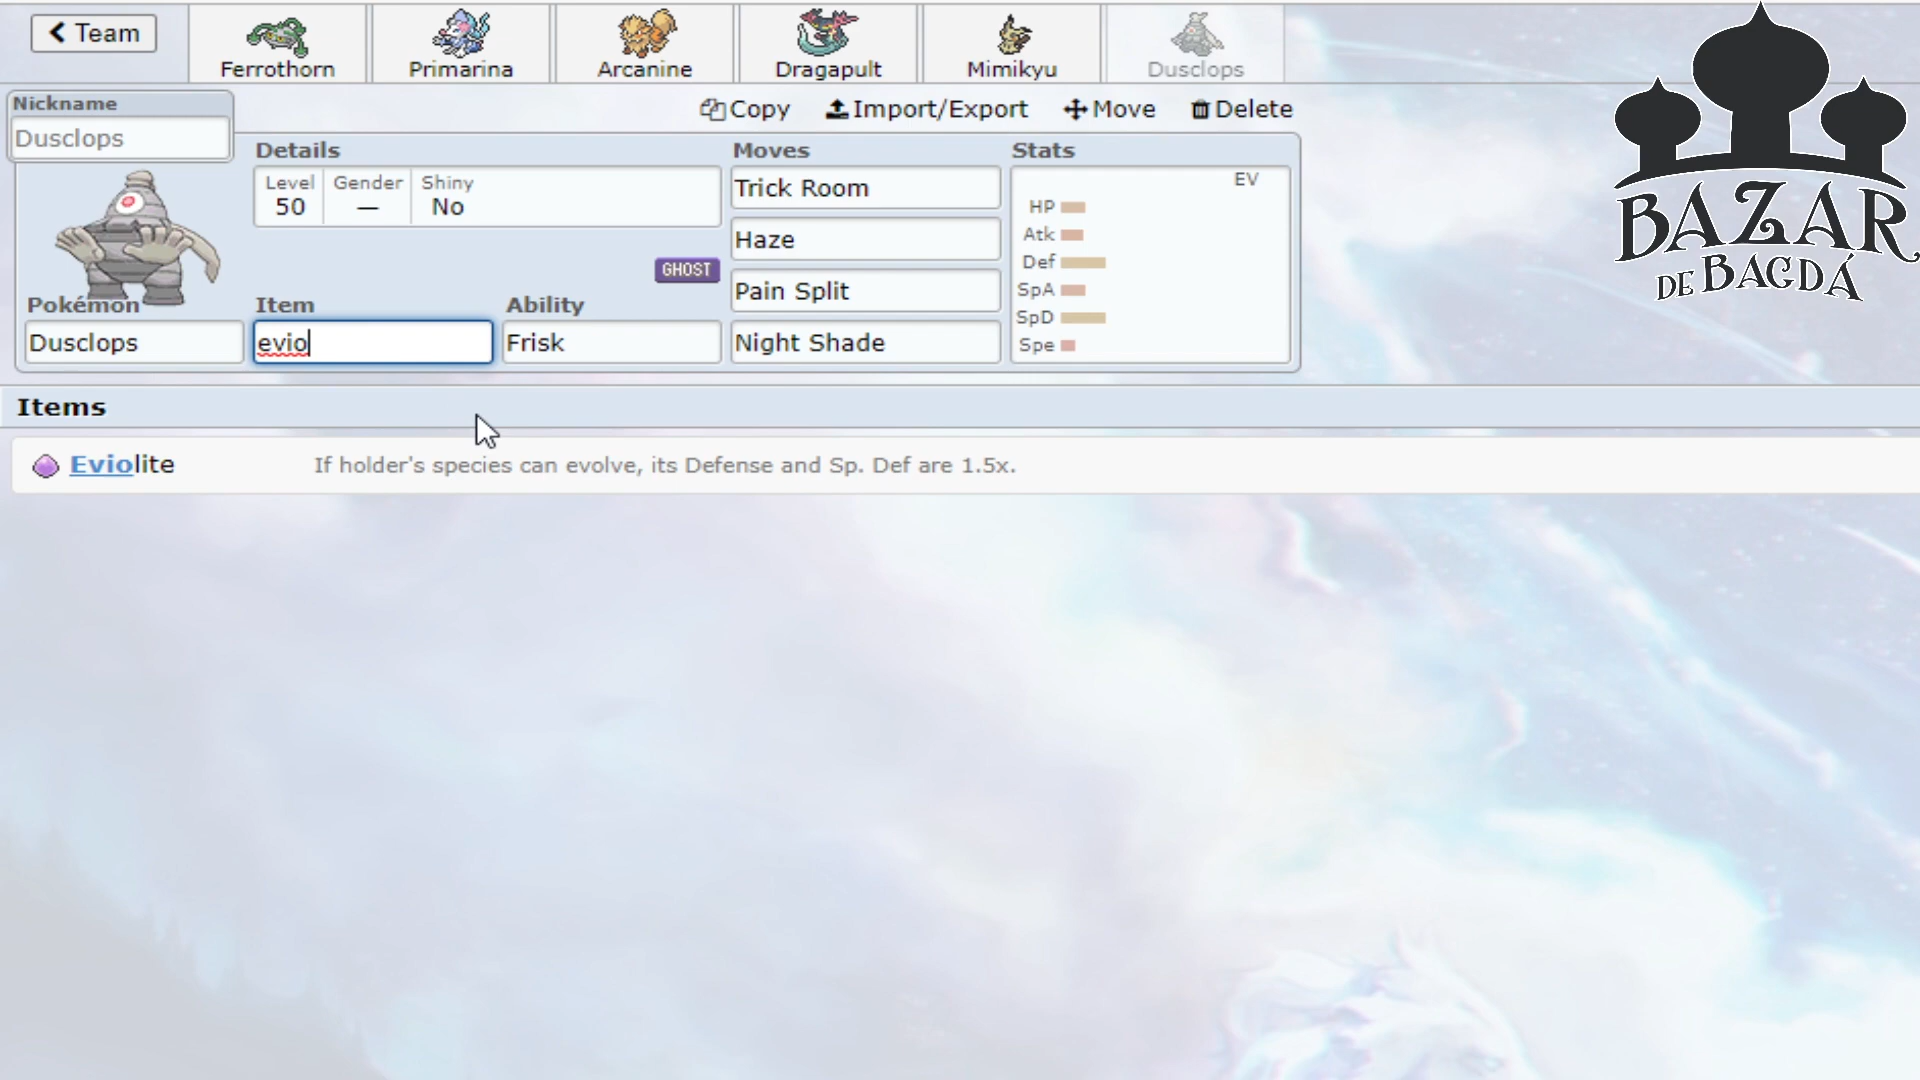 Team
Ferrothorn
Primarina
Arcanine
Dragapult
Mimikyu
Dusclops
Nickname
Dusclops
Copy
Import/Export
Move
Delete
Details
Level
50
Gender
—
Shiny
No
GHOST
Pokémon
Dusclops
Item
evio
Ability
Frisk
Moves
Trick Room
Haze
Pain Split
Night Shade
Stats
EV
HP
Atk
Def
SpA
SpD
Spe
Items
Eviolite If holder's species can evolve, its Defense and Sp. Def are 1.5x.
BAZAR
DE BAGDÁ